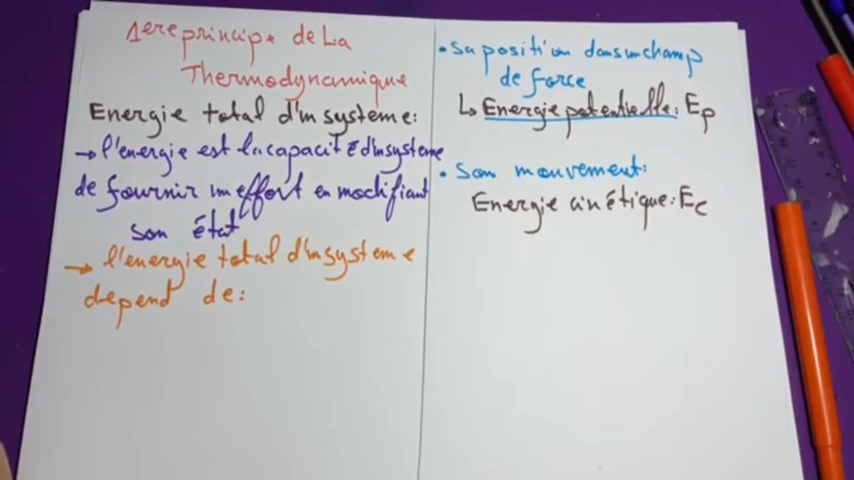 1ere principe de La
Thermodynamique
Energie total d'un systeme:
→ l'energie est la capacité d'un systeme
de fournir un effort en modifiant
son état
→ l'energie total d'un systeme
depend de:
• sa position dans un champ
de force
↳ Energie potentielle: Ep
• son mouvement:
Energie cinétique: Ec